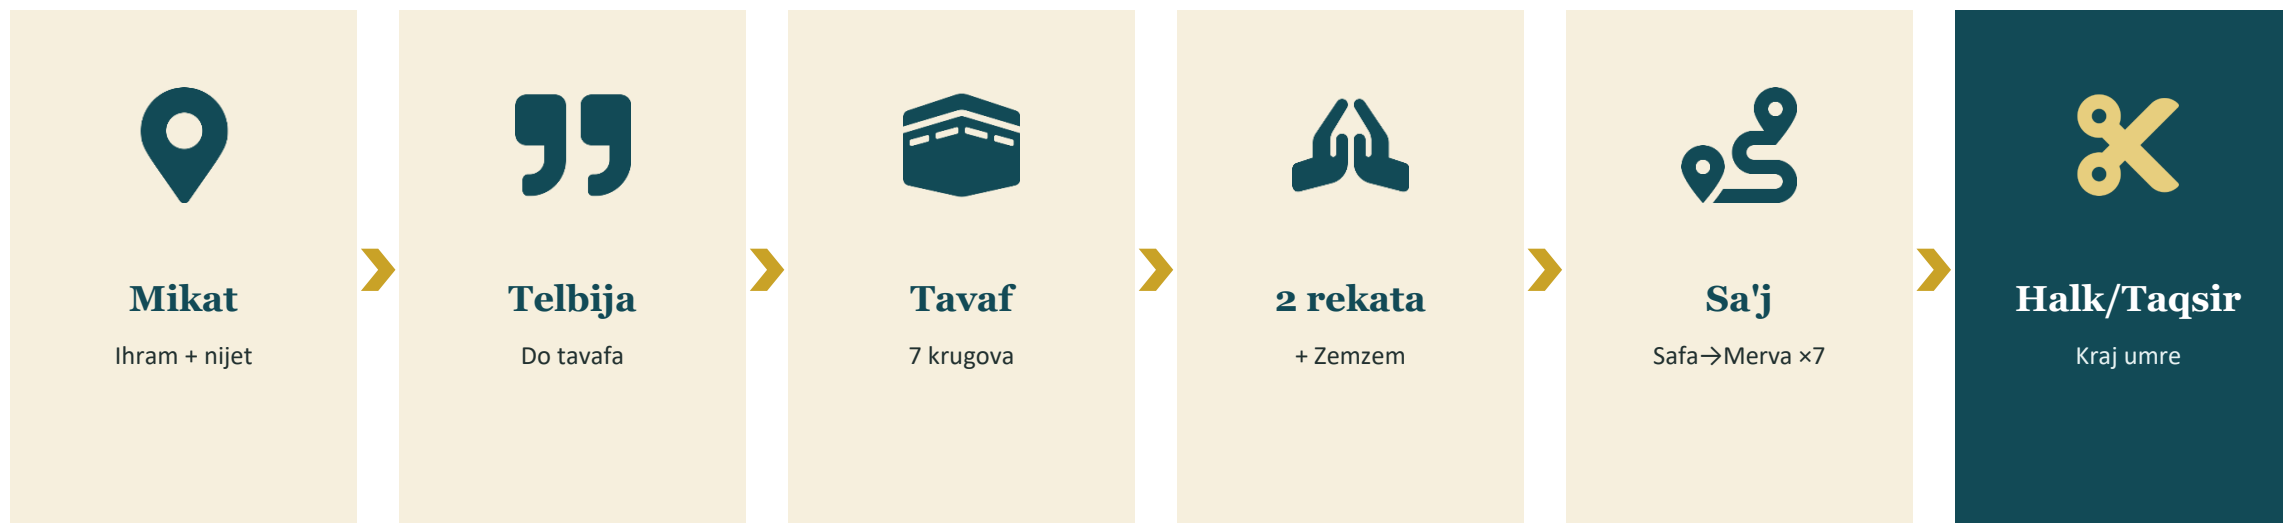 Mikat
Ihram + nijet
Telbija
Do tavafa
Tavaf
7 krugova
2 rekata
+ Zemzem
Sa'j
Safa→Merva ×7
Halk/Taqsir
Kraj umre